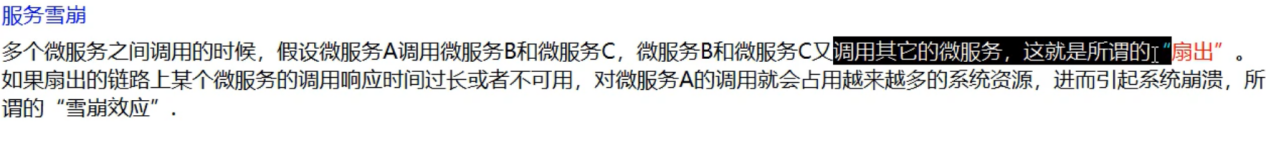 服务雪崩
多个微服务之间调用的时候，假设微服务A调用微服务B和微服务C，微服务B和微服务C又调用其它的微服务，这就是所谓的“扇出”。
如果扇出的链路上某个微服务的调用响应时间过长或者不可用，对微服务A的调用就会占用越来越多的系统资源，进而引起系统崩溃，所
谓的“雪崩效应”.